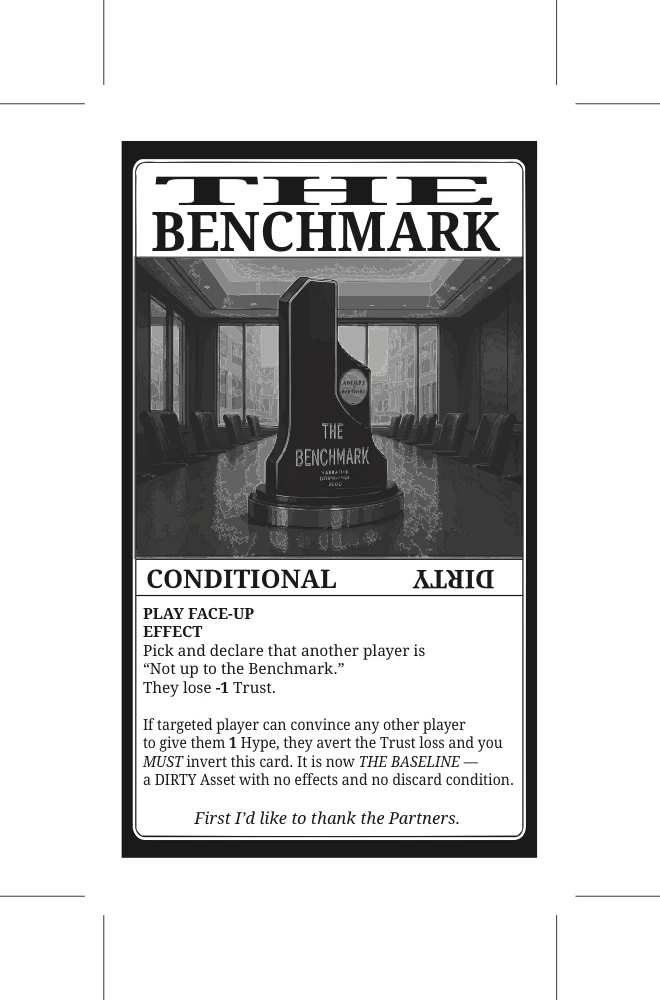 THE
BENCHMARK
THE
BENCHMARK
CONDITIONAL DIRTY
PLAY FACE-UP
EFFECT
Pick and declare that another player is
“Not up to the Benchmark.”
They lose -1 Trust.
If targeted player can convince any other player
to give them 1 Hype, they avert the Trust loss and you
MUST invert this card. It is now THE BASELINE —
a DIRTY Asset with no effects and no discard condition.
First I’d like to thank the Partners.